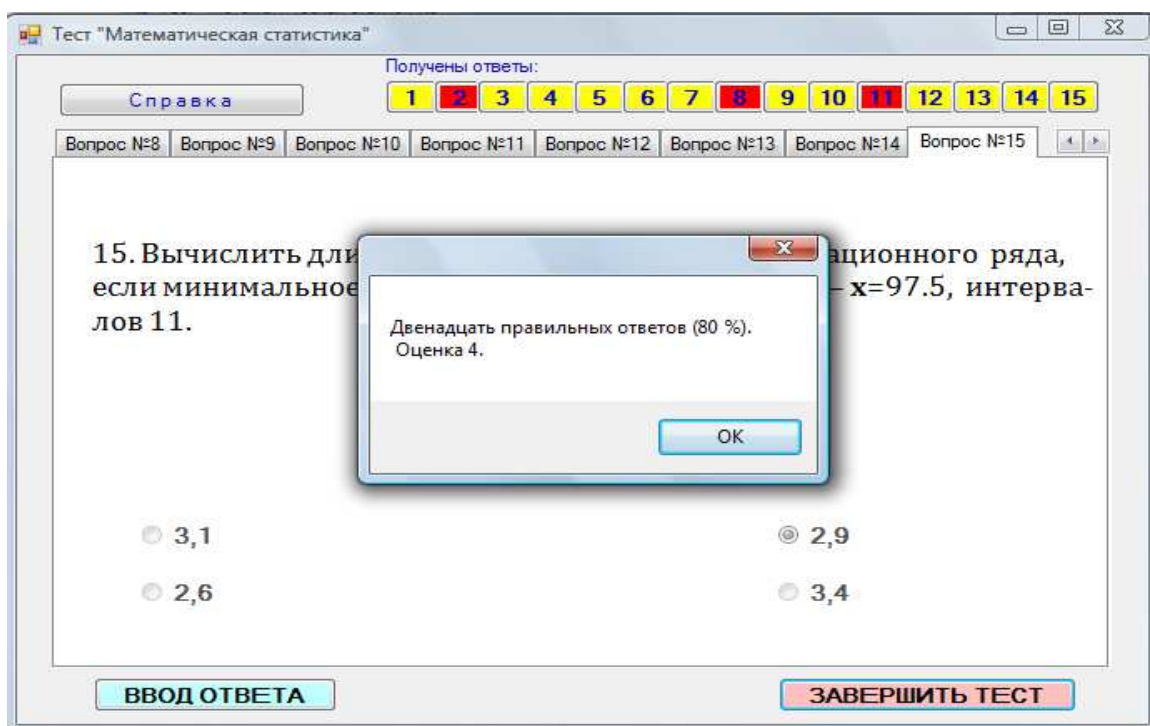 Тест "Математическая статистика"
Получены ответы:
Справка
1 2 3 4 5 6 7 8 9 10 11 12 13 14 15
Вопрос №8 Вопрос №9 Вопрос №10 Вопрос №11 Вопрос №12 Вопрос №13 Вопрос №14 Вопрос №15
15. Вычислить ряда,
если =97.5, интерва-
лов 11.
Двенадцать правильных ответов (80 %).
Оценка 4.
OK
3,1 2,9
2,6 3,4
ВВОД ОТВЕТА ЗАВЕРШИТЬ ТЕСТ